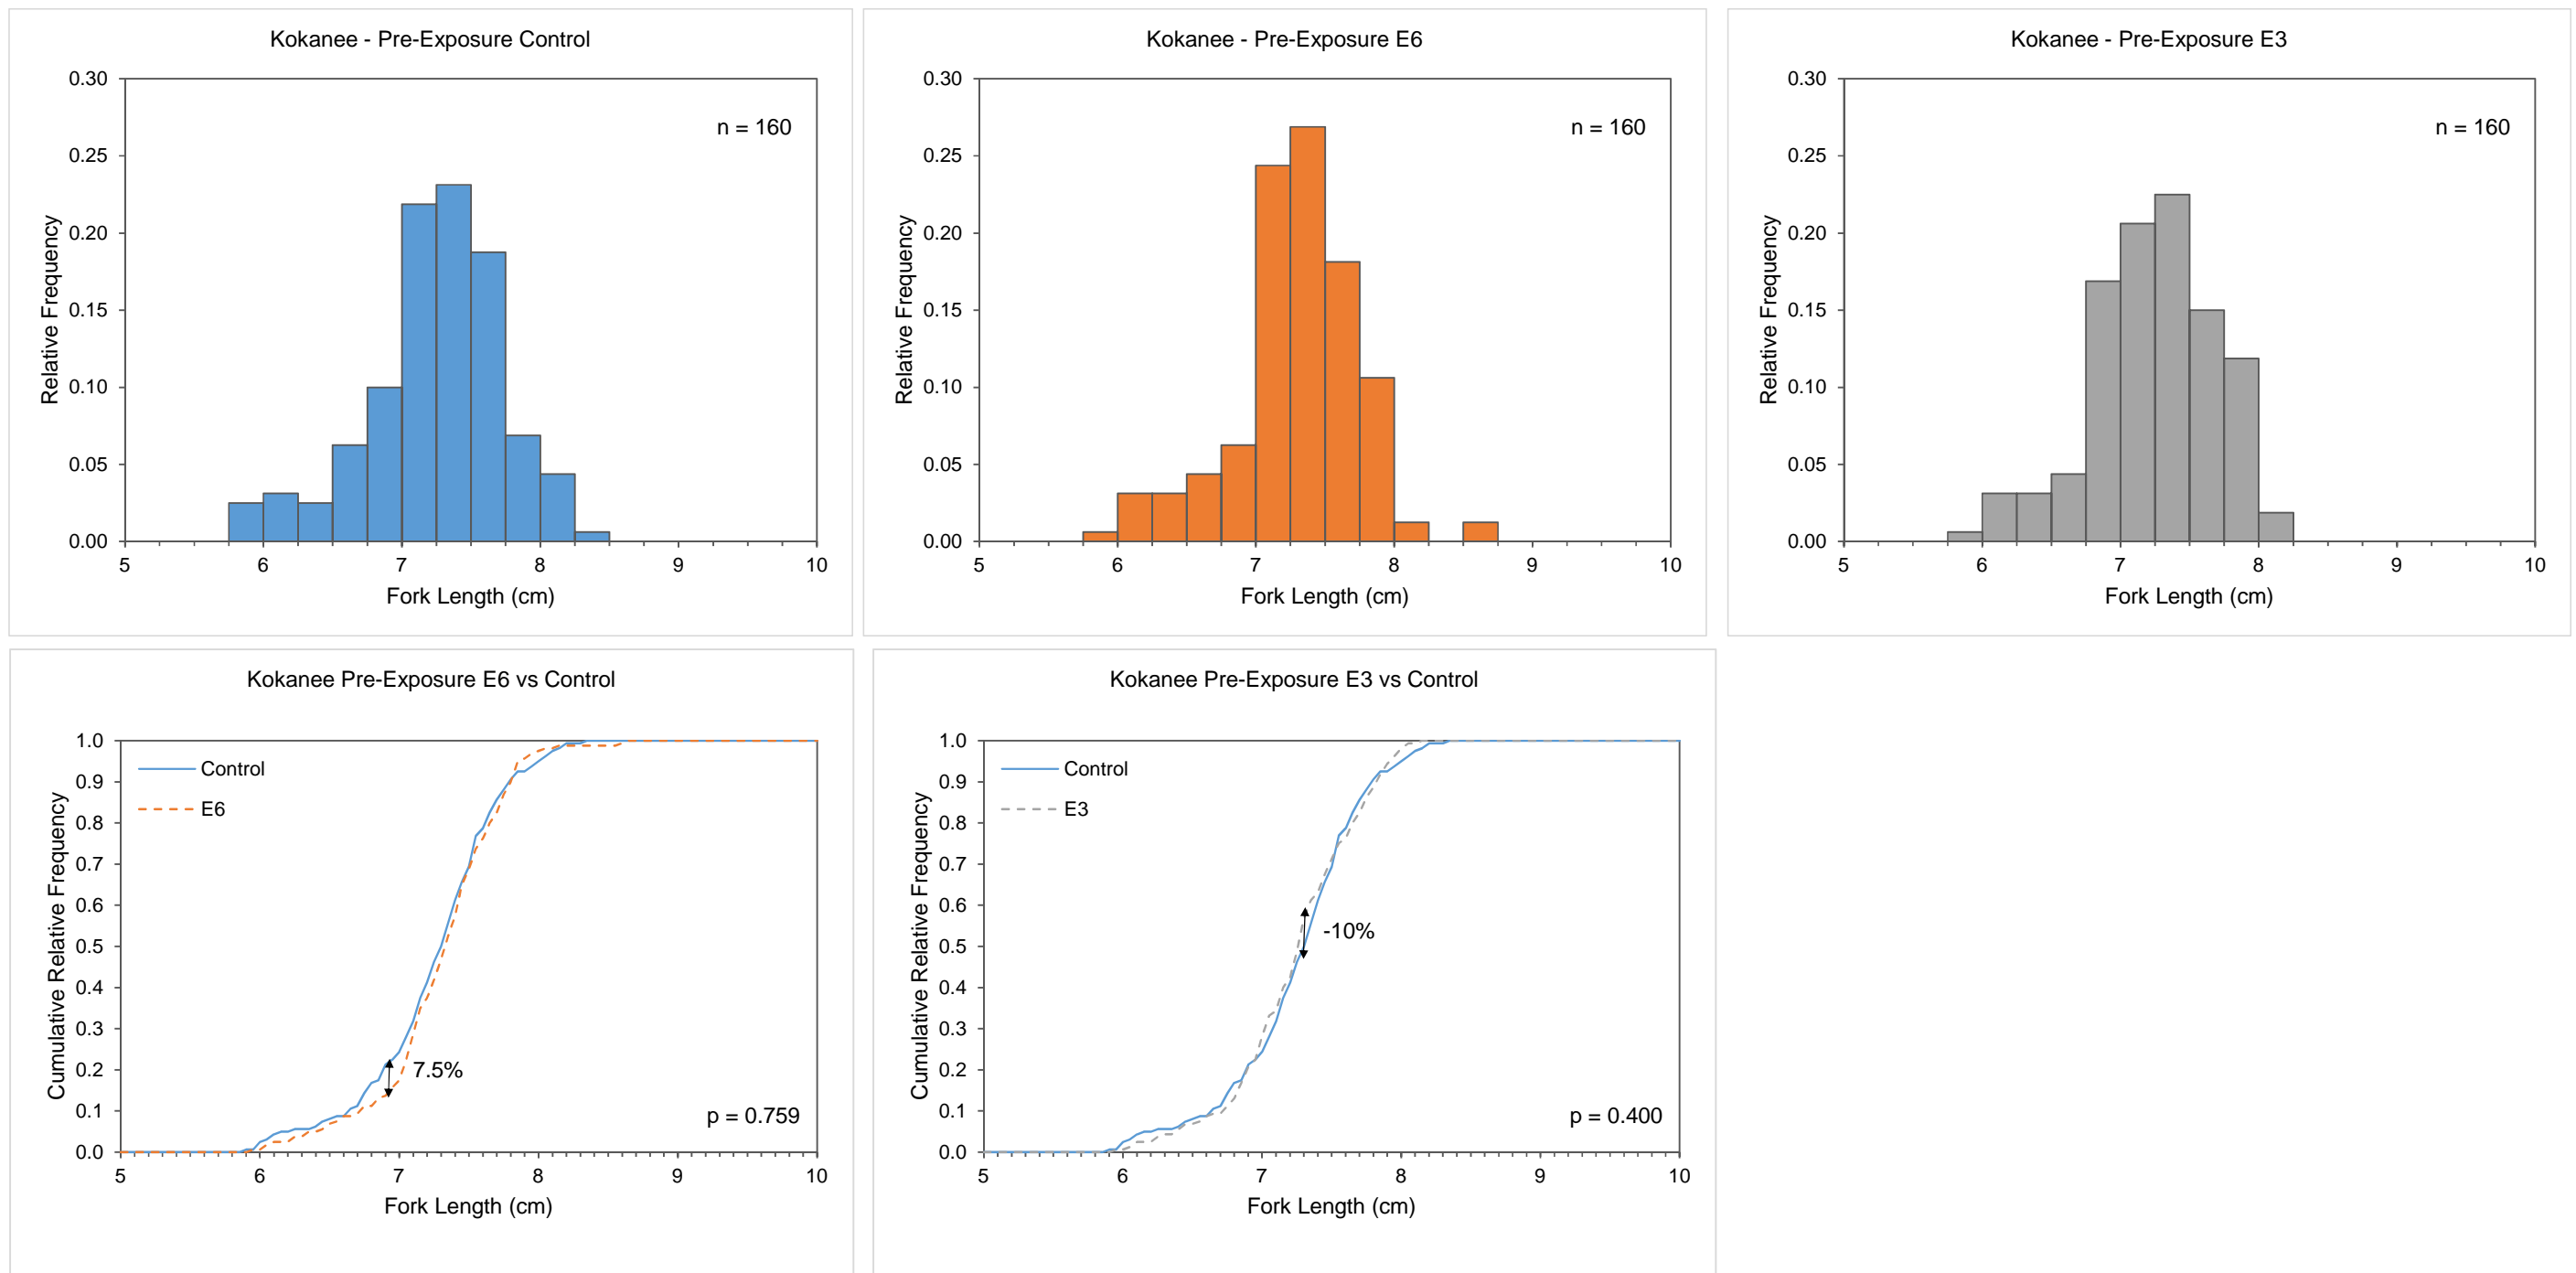 Kokanee - Pre-Exposure Control
0.30
0.25
0.20
0.15
0.10
0.05
0.00
Relative Frequency
n = 160
5 6 7 8 9 10
Fork Length (cm)
Kokanee - Pre-Exposure E6
0.30
0.25
0.20
0.15
0.10
0.05
0.00
Relative Frequency
n = 160
5 6 7 8 9 10
Fork Length (cm)
Kokanee - Pre-Exposure E3
0.30
0.25
0.20
0.15
0.10
0.05
0.00
Relative Frequency
n = 160
5 6 7 8 9 10
Fork Length (cm)
Kokanee Pre-Exposure E6 vs Control
1.0
0.9
0.8
0.7
0.6
0.5
0.4
0.3
0.2
0.1
0.0
Cumulative Relative Frequency
Control
E6
7.5%
p = 0.759
5 6 7 8 9 10
Fork Length (cm)
Kokanee Pre-Exposure E3 vs Control
1.0
0.9
0.8
0.7
0.6
0.5
0.4
0.3
0.2
0.1
0.0
Cumulative Relative Frequency
Control
E3
-10%
p = 0.400
5 6 7 8 9 10
Fork Length (cm)